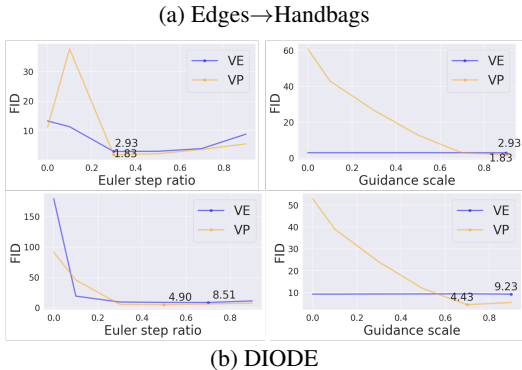 (a) Edges→Handbags
FID
30
20
10
VE
VP
2.93
1.83
0.0 0.2 0.4 0.6 0.8
Euler step ratio
FID
60
40
20
0
VE
VP
2.93
1.83
0.0 0.2 0.4 0.6 0.8
Guidance scale
FID
150
100
50
0
VE
VP
4.90
8.51
0.0 0.2 0.4 0.6 0.8
Euler step ratio
FID
50
40
30
20
10
VE
VP
9.23
4.43
0.0 0.2 0.4 0.6 0.8
Guidance scale
(b) DIODE